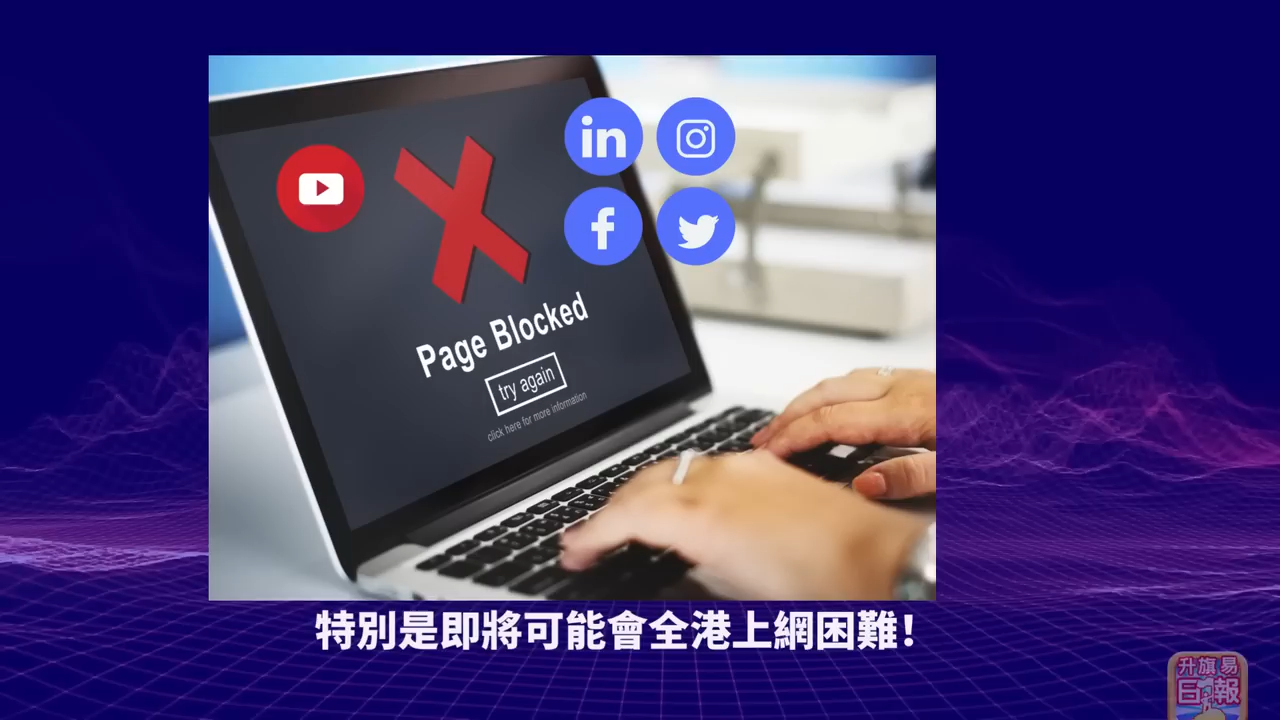 in
f
Page Blocked
try again
click here for more information
特別是即將可能會全港上網困難！
升旗易
日報